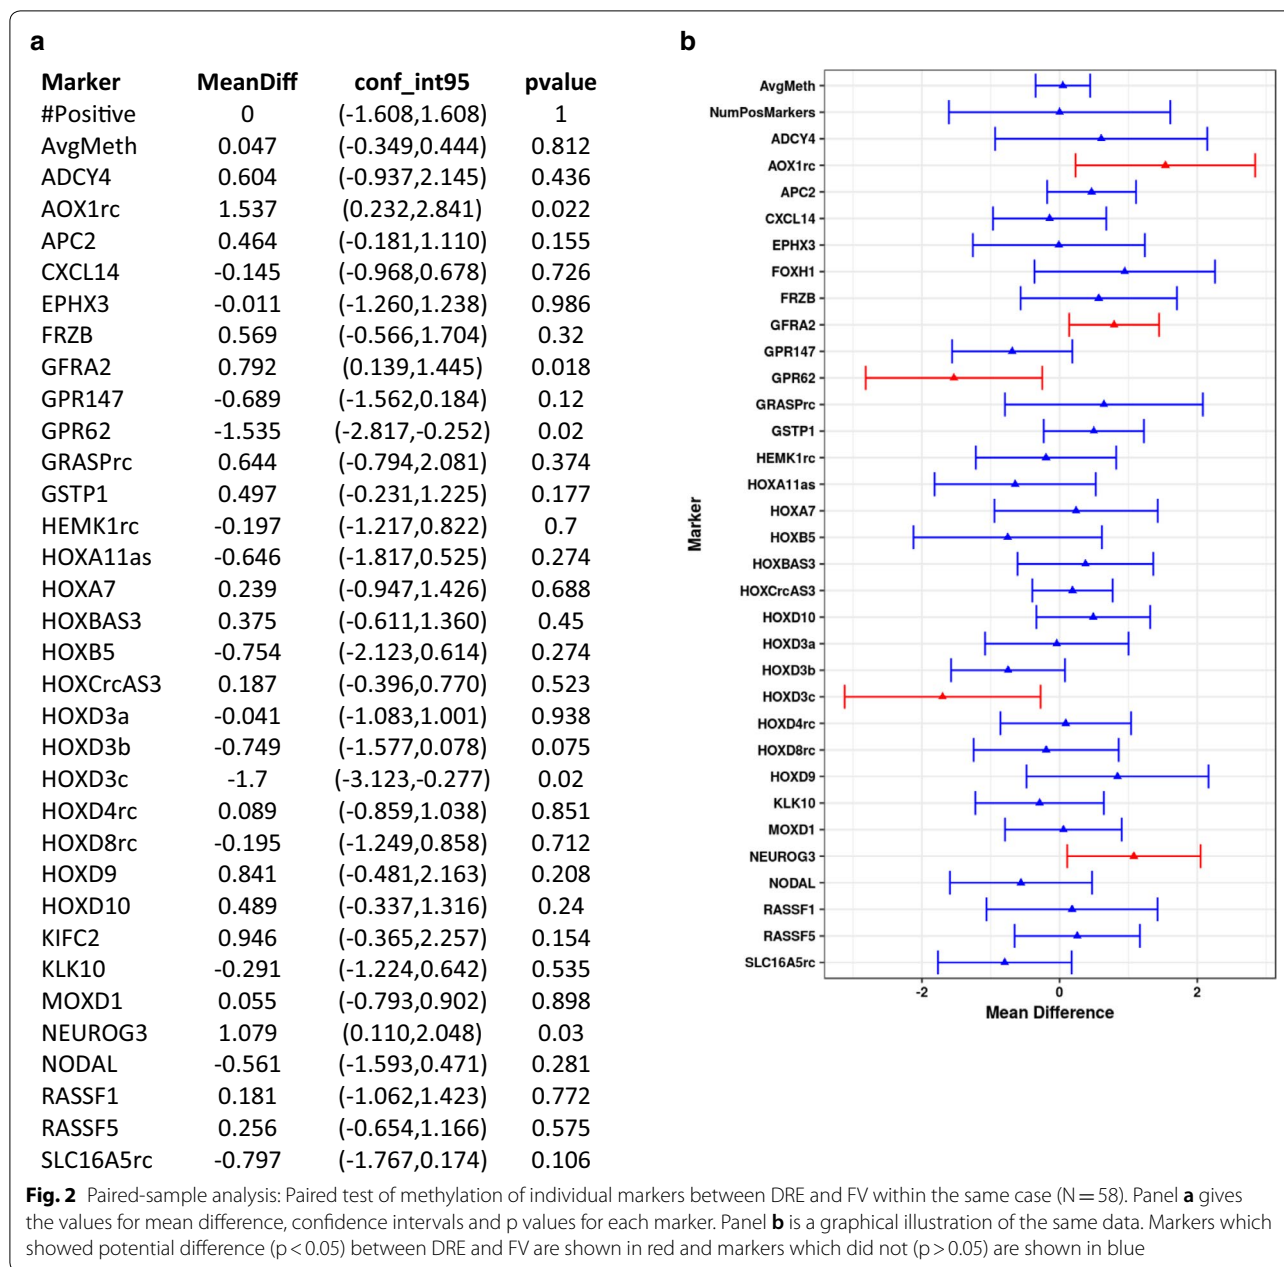 a
Marker MeanDiff conf_int95 pvalue
#Positive 0 (-1.608,1.608) 1
AvgMeth 0.047 (-0.349,0.444) 0.812
ADCY4 0.604 (-0.937,2.145) 0.436
AOX1rc 1.537 (0.232,2.841) 0.022
APC2 0.464 (-0.181,1.110) 0.155
CXCL14 -0.145 (-0.968,0.678) 0.726
EPHX3 -0.011 (-1.260,1.238) 0.986
FRZB 0.569 (-0.566,1.704) 0.32
GFRA2 0.792 (0.139,1.445) 0.018
GPR147 -0.689 (-1.562,0.184) 0.12
GPR62 -1.535 (-2.817,-0.252) 0.02
GRASPrc 0.644 (-0.794,2.081) 0.374
GSTP1 0.497 (-0.231,1.225) 0.177
HEMK1rc -0.197 (-1.217,0.822) 0.7
HOXA11as -0.646 (-1.817,0.525) 0.274
HOXA7 0.239 (-0.947,1.426) 0.688
HOXBAS3 0.375 (-0.611,1.360) 0.45
HOXB5 -0.754 (-2.123,0.614) 0.274
HOXCrcAS3 0.187 (-0.396,0.770) 0.523
HOXD3a -0.041 (-1.083,1.001) 0.938
HOXD3b -0.749 (-1.577,0.078) 0.075
HOXD3c -1.7 (-3.123,-0.277) 0.02
HOXD4rc 0.089 (-0.859,1.038) 0.851
HOXD8rc -0.195 (-1.249,0.858) 0.712
HOXD9 0.841 (-0.481,2.163) 0.208
HOXD10 0.489 (-0.337,1.316) 0.24
KIFC2 0.946 (-0.365,2.257) 0.154
KLK10 -0.291 (-1.224,0.642) 0.535
MOXD1 0.055 (-0.793,0.902) 0.898
NEUROG3 1.079 (0.110,2.048) 0.03
NODAL -0.561 (-1.593,0.471) 0.281
RASSF1 0.181 (-1.062,1.423) 0.772
RASSF5 0.256 (-0.654,1.166) 0.575
SLC16A5rc -0.797 (-1.767,0.174) 0.106
b
Marker
AvgMeth
NumPosMarkers
ADCY4
AOX1rc
APC2
CXCL14
EPHX3
FOXH1
FRZB
GFRA2
GPR147
GPR62
GRASPrc
GSTP1
HEMK1rc
HOXA11as
HOXA7
HOXB5
HOXBAS3
HOXCrcAS3
HOXD10
HOXD3a
HOXD3b
HOXD3c
HOXD4rc
HOXD8rc
HOXD9
KLK10
MOXD1
NEUROG3
NODAL
RASSF1
RASSF5
SLC16A5rc
-2 0 2
Mean Difference
Fig. 2 Paired-sample analysis: Paired test of methylation of individual markers between DRE and FV within the same case (N = 58). Panel a gives
the values for mean difference, confidence intervals and p values for each marker. Panel b is a graphical illustration of the same data. Markers which
showed potential difference (p < 0.05) between DRE and FV are shown in red and markers which did not (p > 0.05) are shown in blue